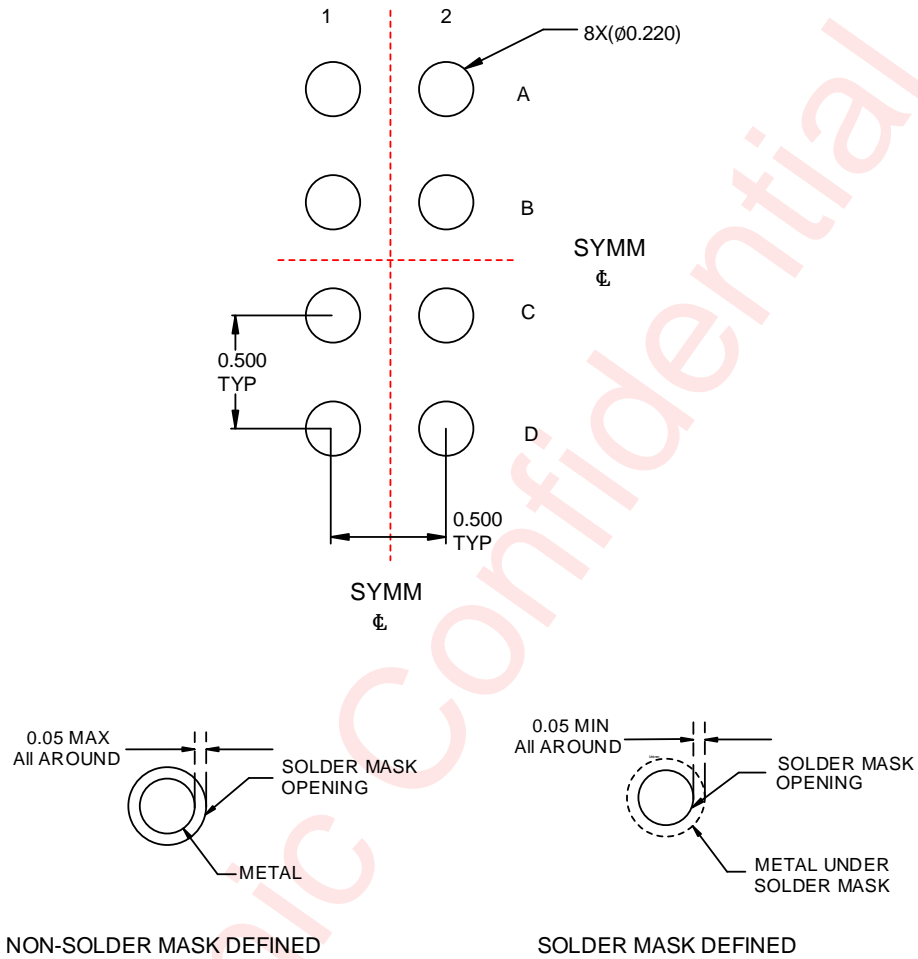 1 2
8X(Ø0.220)
A
B
SYMM
℄
C
0.500
TYP
D
0.500
TYP
SYMM
℄
0.05 MAX
All AROUND
SOLDER MASK
OPENING
METAL
NON-SOLDER MASK DEFINED
0.05 MIN
All AROUND
SOLDER MASK
OPENING
METAL UNDER
SOLDER MASK
SOLDER MASK DEFINED
nic Confidential